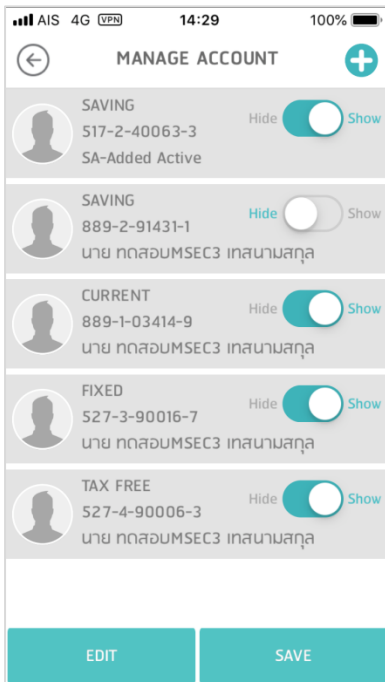 AIS 4G VPN 14:29 100%
MANAGE ACCOUNT
SAVING
517-2-40063-3
SA-Added Active
Hide Show
SAVING
889-2-91431-1
นาย ทดสอบMSEC3 เทสนามสกุล
Hide Show
CURRENT
889-1-03414-9
นาย ทดสอบMSEC3 เทสนามสกุล
Hide Show
FIXED
527-3-90016-7
นาย ทดสอบMSEC3 เทสนามสกุล
Hide Show
TAX FREE
527-4-90006-3
นาย ทดสอบMSEC3 เทสนามสกุล
Hide Show
EDIT SAVE